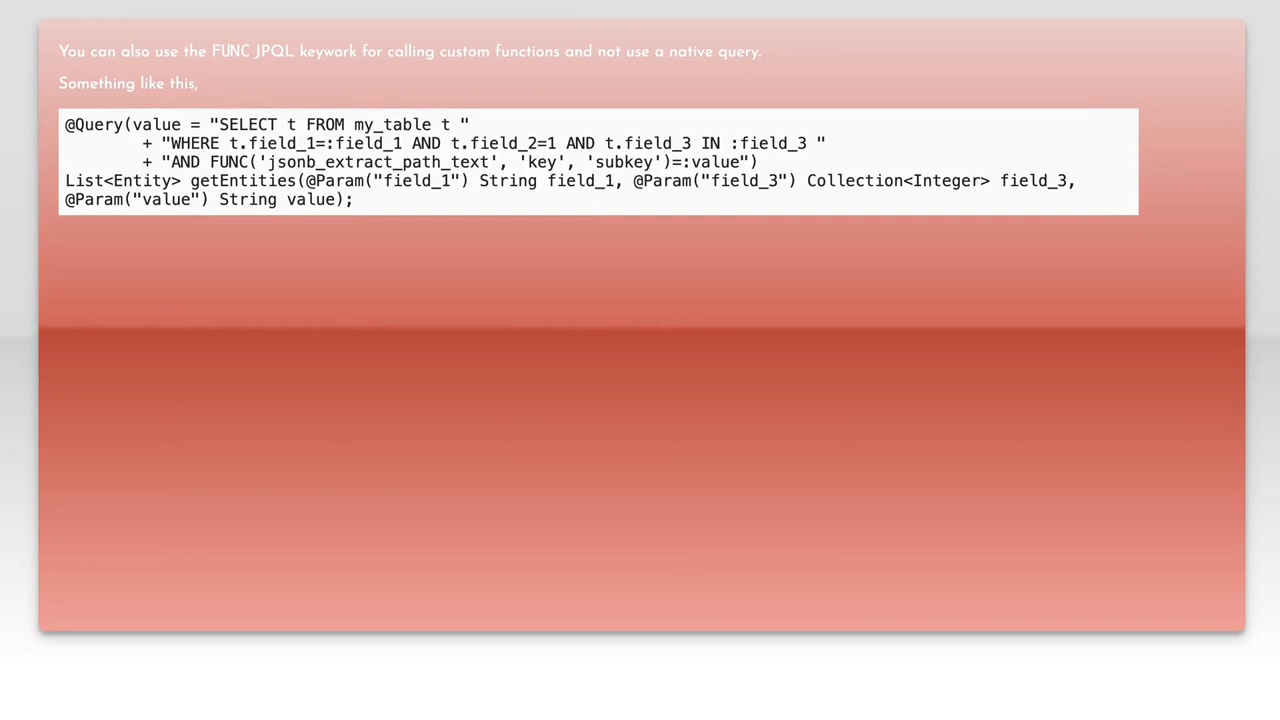 You can also use the FUNC JPQL keywork for calling custom functions and not use a native query.
Something like this,
@Query(value = "SELECT t FROM my_table t "
        + "WHERE t.field_1=:field_1 AND t.field_2=1 AND t.field_3 IN :field_3 "
        + "AND FUNC('jsonb_extract_path_text', 'key', 'subkey')=:value")
List<Entity> getEntities(@Param("field_1") String field_1, @Param("field_3") Collection<Integer> field_3,
@Param("value") String value);